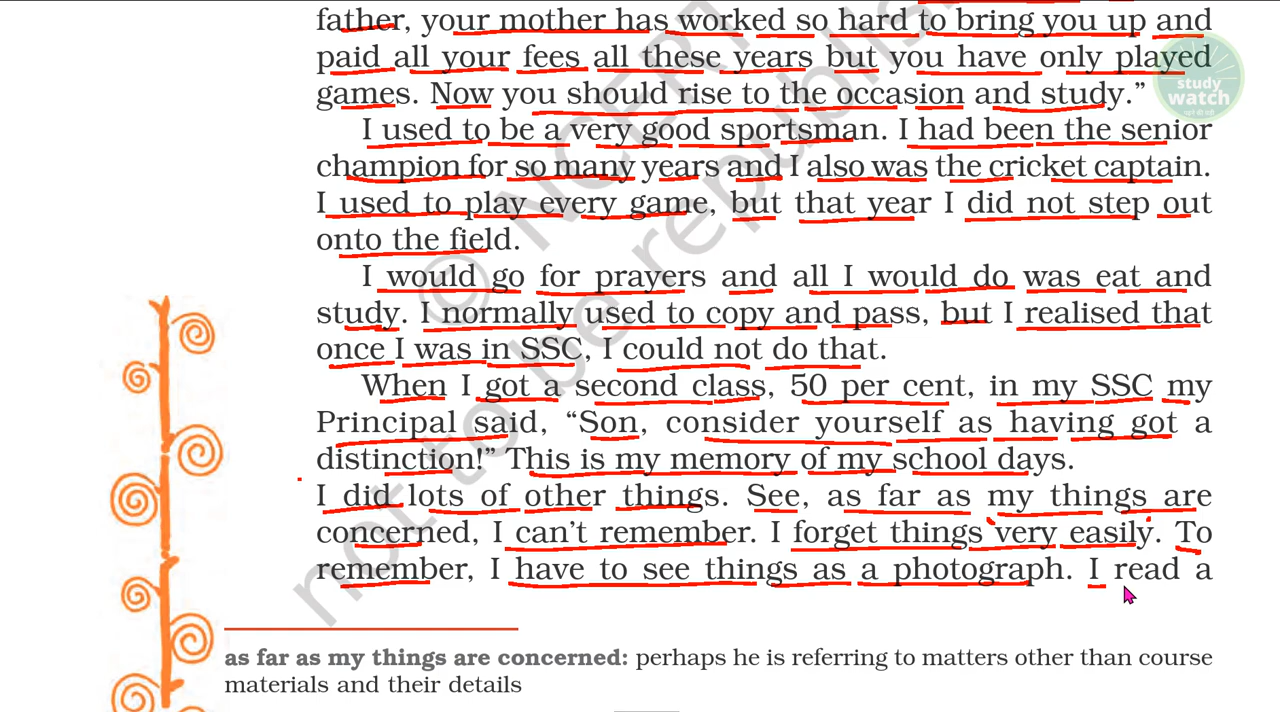 father, your mother has worked so hard to bring you up and
paid all your fees all these years but you have only played
games. Now you should rise to the occasion and study.”
I used to be a very good sportsman. I had been the senior
champion for so many years and I also was the cricket captain.
I used to play every game, but that year I did not step out
onto the field.
I would go for prayers and all I would do was eat and
study. I normally used to copy and pass, but I realised that
once I was in SSC, I could not do that.
When I got a second class, 50 per cent, in my SSC my
Principal said, “Son, consider yourself as having got a
distinction!” This is my memory of my school days.
I did lots of other things. See, as far as my things are
concerned, I can’t remember. I forget things very easily. To
remember, I have to see things as a photograph. I read a
as far as my things are concerned: perhaps he is referring to matters other than course
materials and their details
study
watch
© NCERT
not to be republis